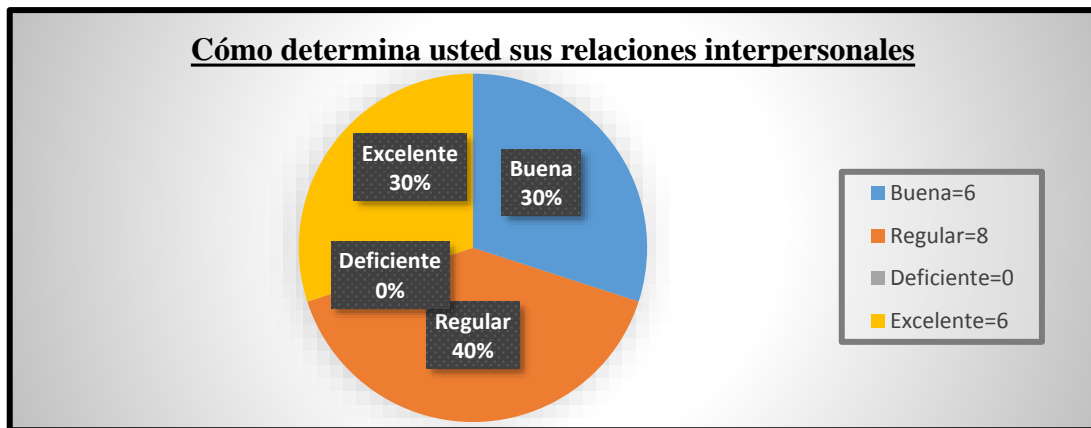 Cómo determina usted sus relaciones interpersonales
Excelente
30%
Buena
30%
Deficiente
0%
Regular
40%
Buena=6
Regular=8
Deficiente=0
Excelente=6